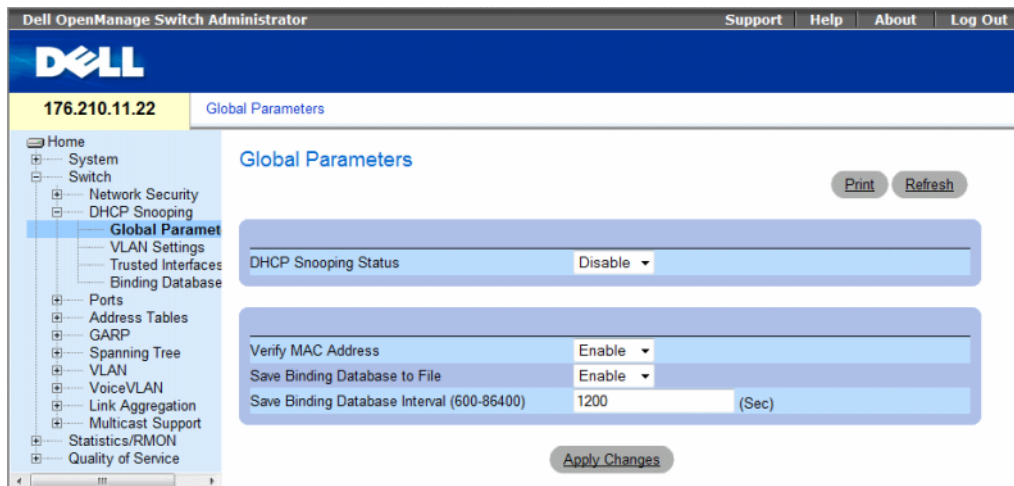 Dell OpenManage Switch Administrator Support Help About Log Out
DELL
176.210.11.22 Global Parameters
Home
System
Switch
Network Security
DHCP Snooping
Global Paramet
VLAN Settings
Trusted Interfaces
Binding Database
Ports
Address Tables
GARP
Spanning Tree
VLAN
VoiceVLAN
Link Aggregation
Multicast Support
Statistics/RMON
Quality of Service
Global Parameters
Print Refresh
DHCP Snooping Status Disable
Verify MAC Address Enable
Save Binding Database to File Enable
Save Binding Database Interval (600-86400) 1200 (Sec)
Apply Changes